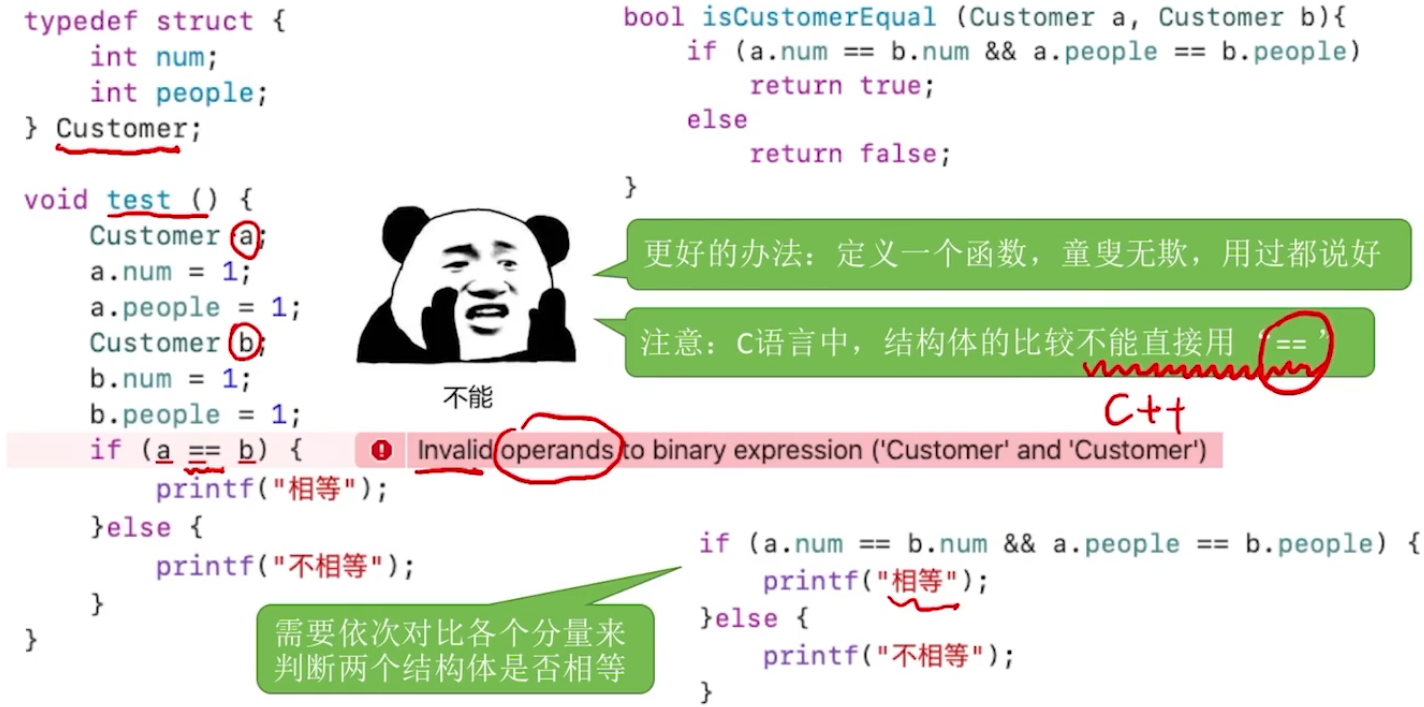 typedef struct {
    int num;
    int people;
} Customer;
void test () {
    Customer a;
    a.num = 1;
    a.people = 1;
    Customer b;
    b.num = 1;
    b.people = 1;
    if (a == b) {
        printf("相等");
    }else {
        printf("不相等");
    }
}
不能
Invalid operands to binary expression ('Customer' and 'Customer')
需要依次对比各个分量来
判断两个结构体是否相等
bool isCustomerEqual (Customer a, Customer b){
    if (a.num == b.num && a.people == b.people)
        return true;
    else
        return false;
}
更好的办法：定义一个函数，童叟无欺，用过都说好
注意：C语言中，结构体的比较不能直接用 “==”
C++
if (a.num == b.num && a.people == b.people) {
    printf("相等");
}else {
    printf("不相等");
}